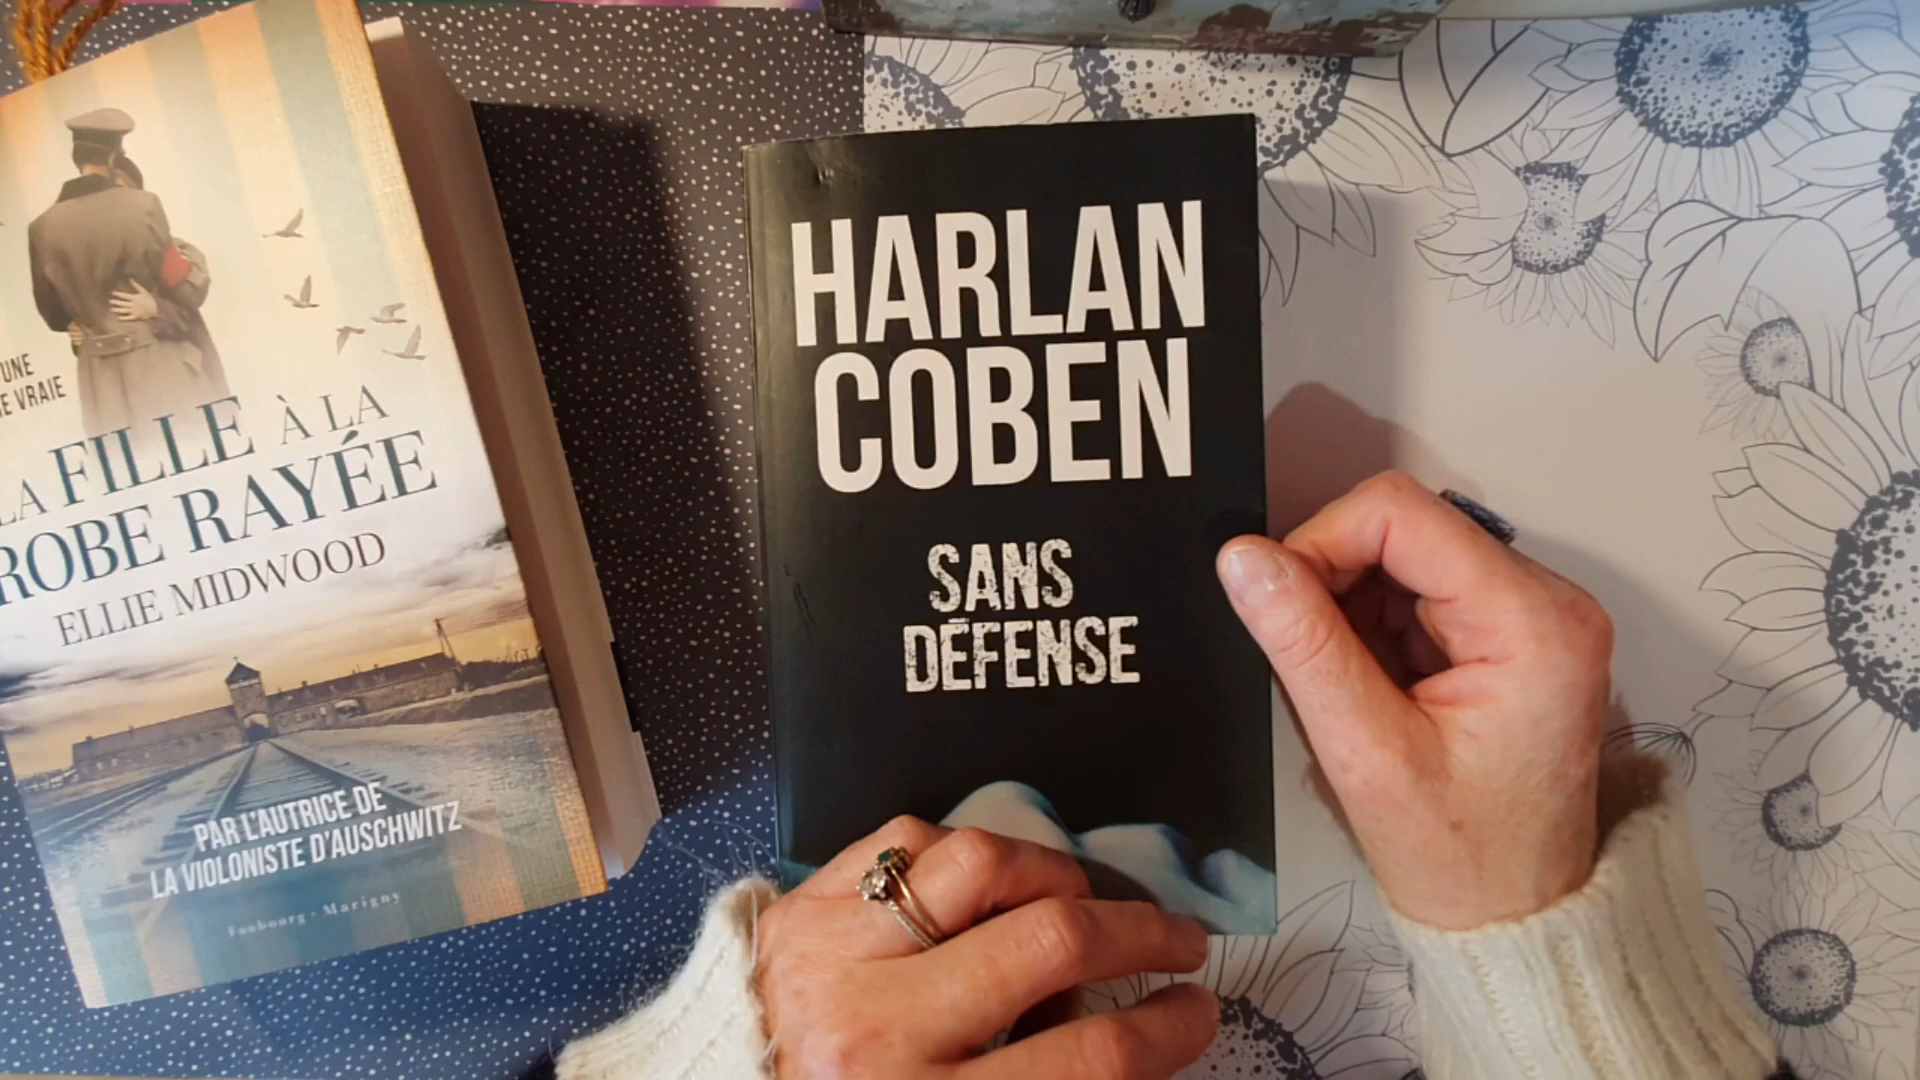 UNE
VRAIE
LA FILLE À LA
ROBE RAYÉE
ELLIE MIDWOOD
PAR L'AUTRICE DE
LA VIOLONISTE D'AUSCHWITZ
Faubourg · Marigny
HARLAN
COBEN
SANS
DÉFENSE